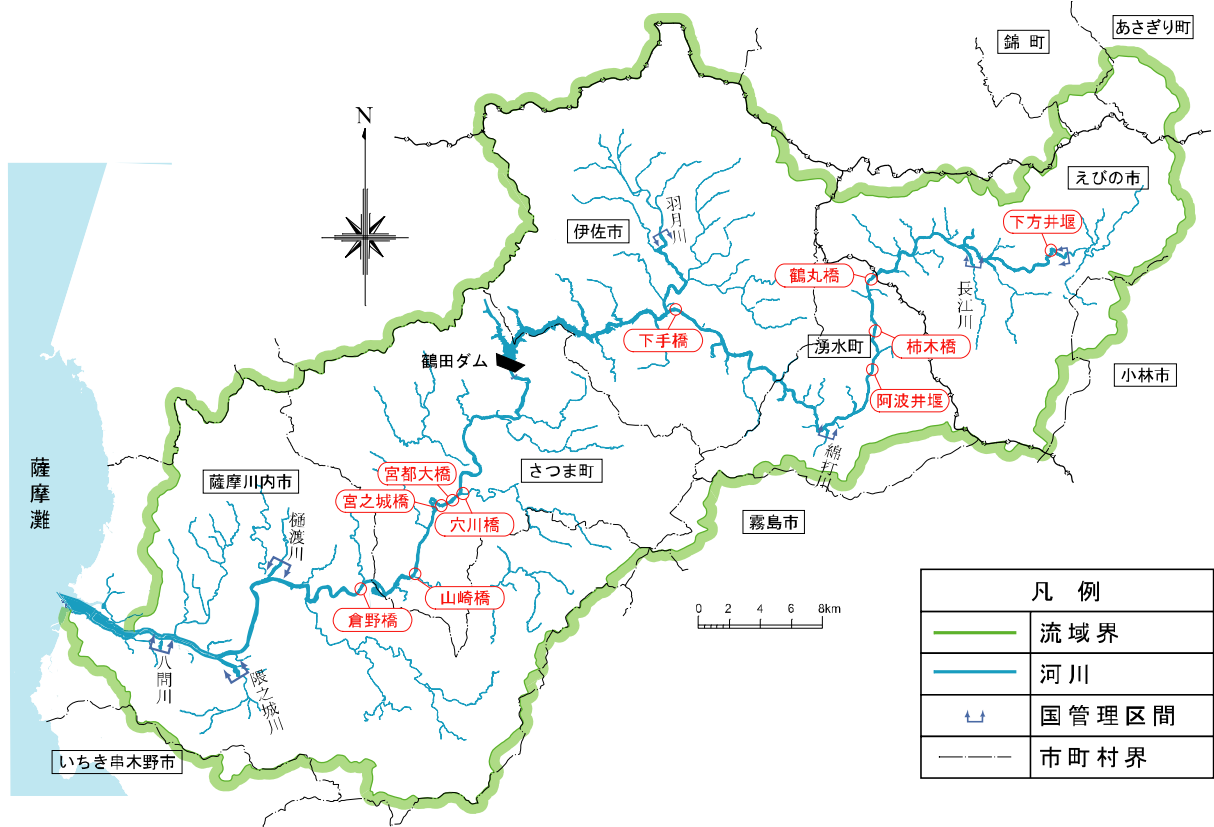 あさぎり町
錦 町
N
えびの市
羽月川
伊佐市
下方井堰
鶴丸橋
長江川
下手橋
湧水町
柿木橋
鶴田ダム
小林市
阿波井堰
綿打川
薩摩灘
宮都大橋
さつま町
薩摩川内市
宮之城橋
穴川橋
霧島市
樋渡川
山崎橋
倉野橋
0 2 4 6 8km
八間川
隈之城川
いちき串木野市
凡 例
流域界
河川
国管理区間
市町村界